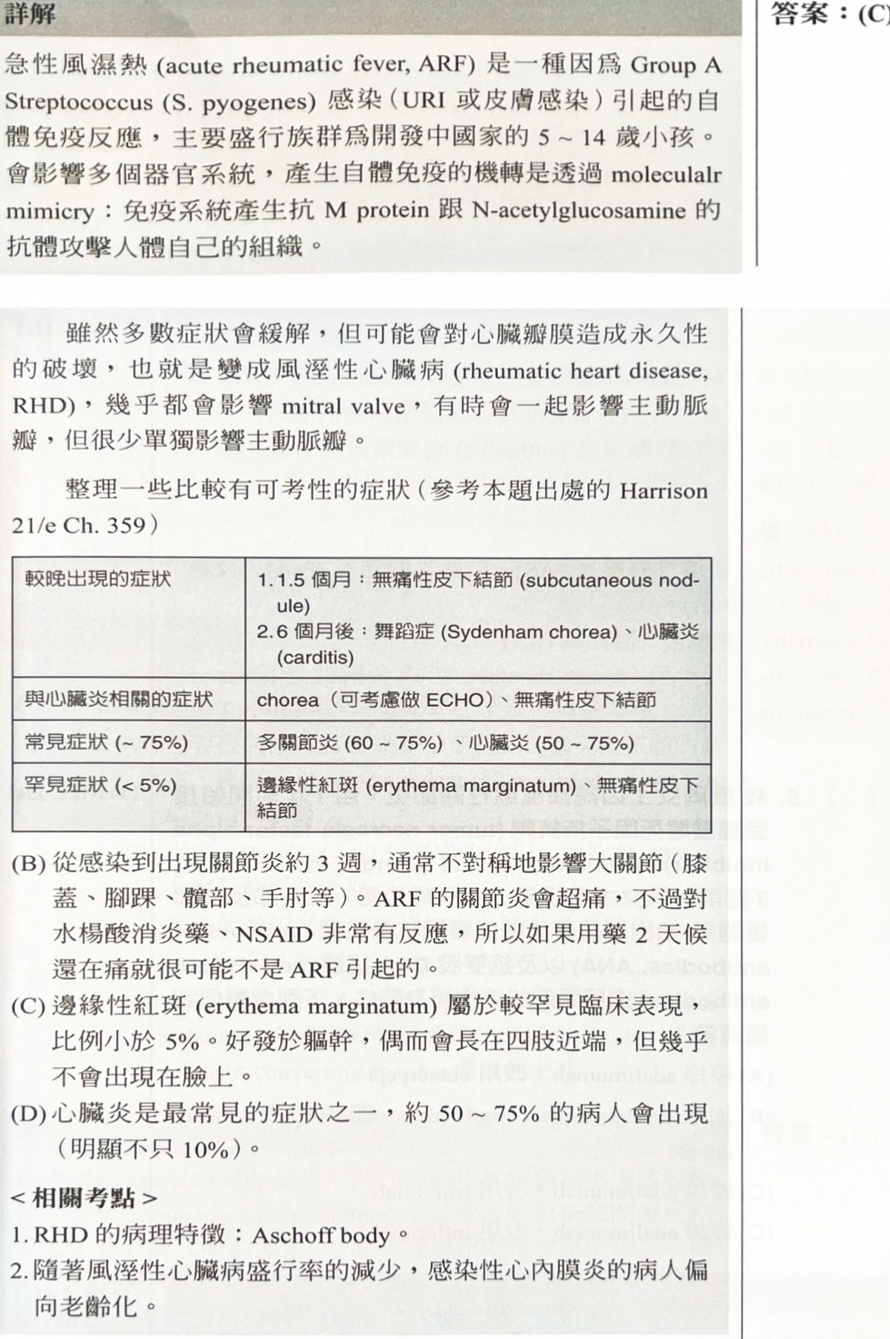 詳解
答案：(C)
急性風濕熱 (acute rheumatic fever, ARF) 是一種因為 Group A
Streptococcus (S. pyogenes) 感染（URI 或皮膚感染）引起的自
體免疫反應，主要盛行族群為開發中國家的 5 ~ 14 歲小孩。
會影響多個器官系統，產生自體免疫的機轉是透過 moleculalr
mimicry：免疫系統產生抗 M protein 跟 N-acetylglucosamine 的
抗體攻擊人體自己的組織。
雖然多數症狀會緩解，但可能會對心臟瓣膜造成永久性
的破壞，也就是變成風溼性心臟病 (rheumatic heart disease,
RHD)，幾乎都會影響 mitral valve，有時會一起影響主動脈
瓣，但很少單獨影響主動脈瓣。
整理一些比較有可考性的症狀（參考本題出處的 Harrison
21/e Ch. 359）
較晚出現的症狀
1. 1.5 個月：無痛性皮下結節 (subcutaneous nod-
ule)
2. 6 個月後：舞蹈症 (Sydenham chorea)、心臟炎
(carditis)
與心臟炎相關的症狀
chorea（可考慮做 ECHO）、無痛性皮下結節
常見症狀 (~ 75%)
多關節炎 (60 ~ 75%) 、心臟炎 (50 ~ 75%)
罕見症狀 (< 5%)
邊緣性紅斑 (erythema marginatum)、無痛性皮下
結節
(B) 從感染到出現關節炎約 3 週，通常不對稱地影響大關節（膝
蓋、腳踝、髖部、手肘等）。ARF 的關節炎會超痛，不過對
水楊酸消炎藥、NSAID 非常有反應，所以如果用藥 2 天候
還在痛就很可能不是 ARF 引起的。
(C) 邊緣性紅斑 (erythema marginatum) 屬於較罕見臨床表現，
比例小於 5%。好發於軀幹，偶而會長在四肢近端，但幾乎
不會出現在臉上。
(D) 心臟炎是最常見的症狀之一，約 50 ~ 75% 的病人會出現
（明顯不只 10%）。
< 相關考點 >
1. RHD 的病理特徵：Aschoff body。
2. 隨著風溼性心臟病盛行率的減少，感染性心內膜炎的病人偏
向老齡化。